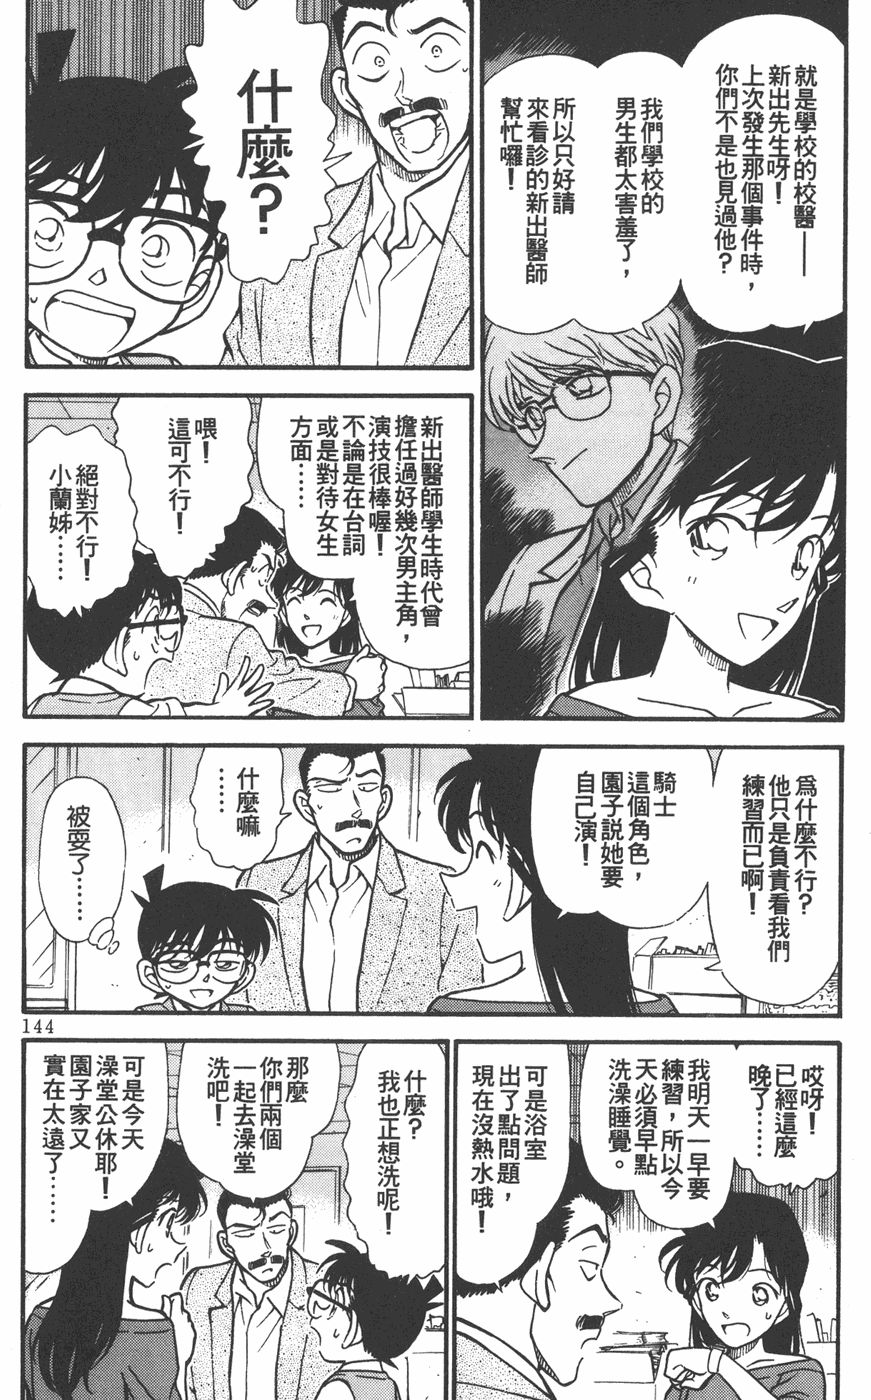 就是學校的校醫——
新出先生呀！
上次發生那個事件時，
你們不是也見過他？
我們學校的
男生都太害羞了，
所以只好請
來看診的新出醫師
幫忙囉！
什麼？
新出醫師學生時代曾
擔任過好幾次男主角，
演技很棒喔！
不論是在台詞
或是對待女生
方面……
喂！
這可不行！
絕對不行！
小蘭姊……
爲什麼不行？
他只是負責看我們
練習而已啊！
騎士
這個角色，
園子說她要
自己演！
什麼嘛
……
被耍了……
144
哎呀！
已經這麼
晚了……
我明天一早要
練習，所以今
天必須早點
洗澡睡覺。
可是浴室
出了點問題，
現在沒熱水哦！
什麼？
我也正想洗呢！
那麼
你們兩個
一起去澡堂
洗吧！
可是今天
澡堂公休耶！
園子家又
實在太遠了……